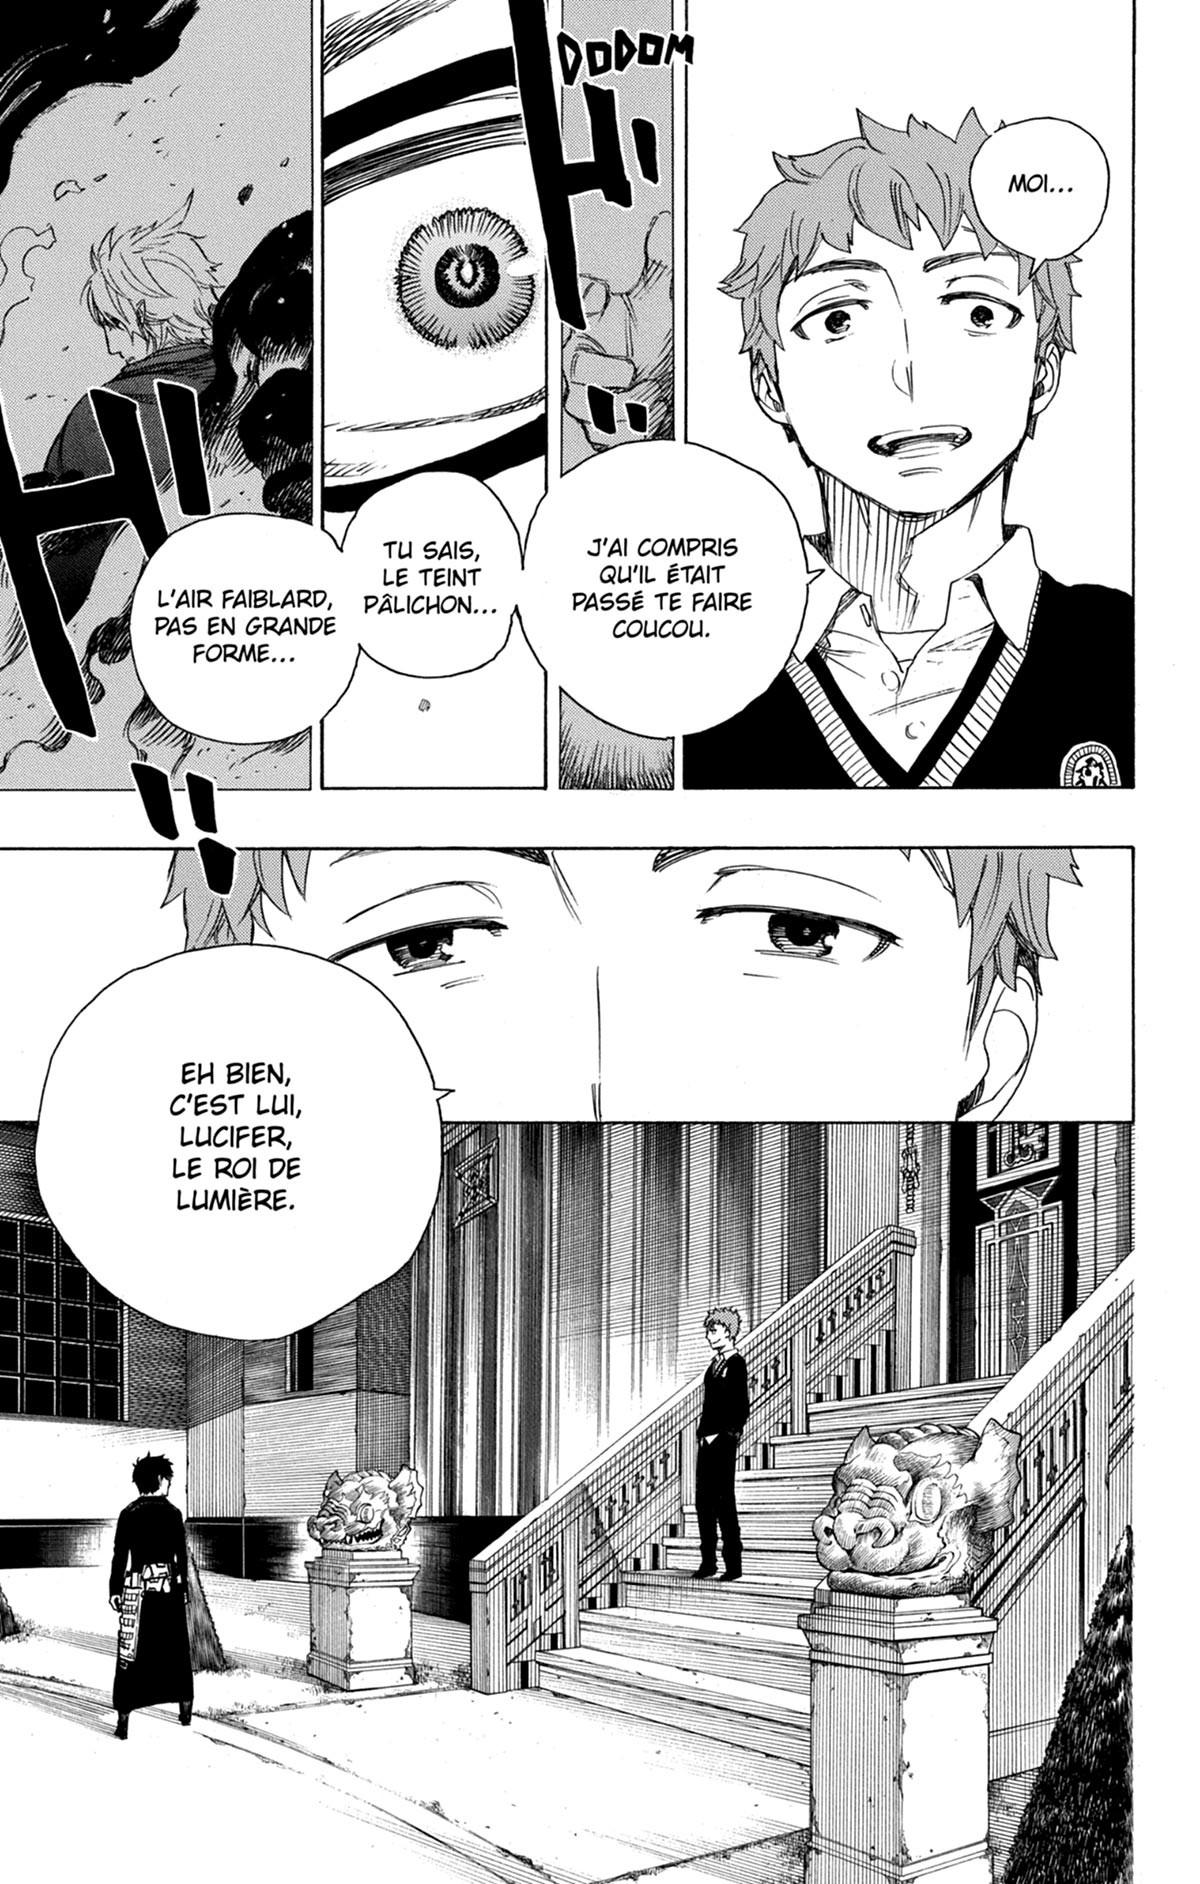 MOI...
DODOM
J'AI COMPRIS
QU'IL ÉTAIT
PASSÉ TE FAIRE
COUCOU.
TU SAIS,
LE TEINT
PÂLICHON...
L'AIR FAIBLARD,
PAS EN GRANDE
FORME...
EH BIEN,
C'EST LUI,
LUCIFER,
LE ROI DE
LUMIÈRE.